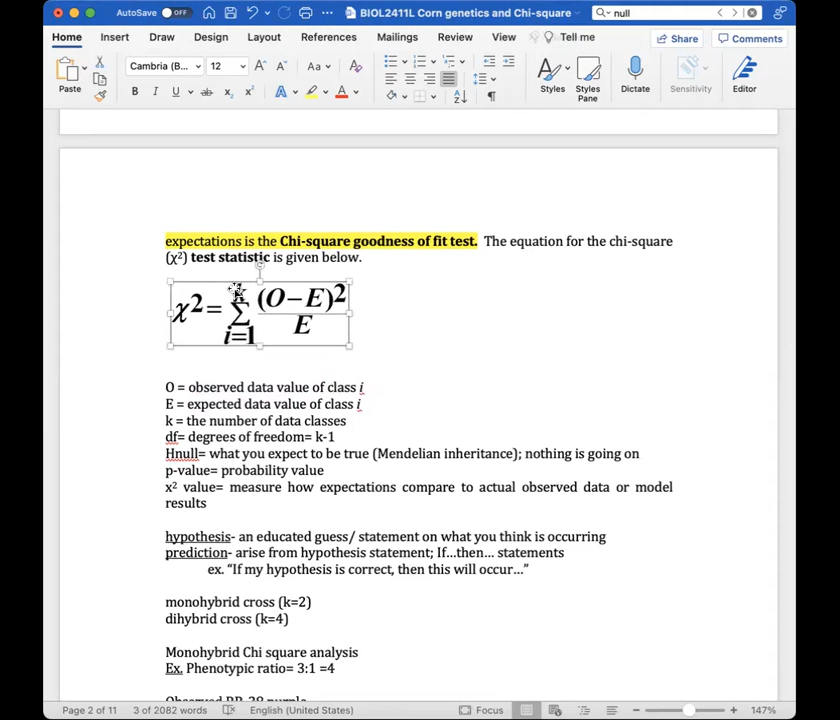 AutoSave OFF
BIOL2411L Corn genetics and Chi-square
null
Home Insert Draw Design Layout References Mailings Review View Tell me
Share Comments
Paste
Cambria (B... 12
Aa
B I U ab x₂ x²
Styles
Styles Pane
Dictate
Sensitivity
Editor
expectations is the Chi-square goodness of fit test. The equation for the chi-square
(χ²) test statistic is given below.
χ2= k Σ i=1 (O−E)2 E
O = observed data value of class i
E = expected data value of class i
k = the number of data classes
df= degrees of freedom= k-1
Hnull= what you expect to be true (Mendelian inheritance); nothing is going on
p-value= probability value
x² value= measure how expectations compare to actual observed data or model
results
hypothesis- an educated guess/ statement on what you think is occurring
prediction- arise from hypothesis statement; If…then… statements
ex. “If my hypothesis is correct, then this will occur…”
monohybrid cross (k=2)
dihybrid cross (k=4)
Monohybrid Chi square analysis
Ex. Phenotypic ratio= 3:1 =4
Page 2 of 11 3 of 2082 words English (United States) Focus 147%